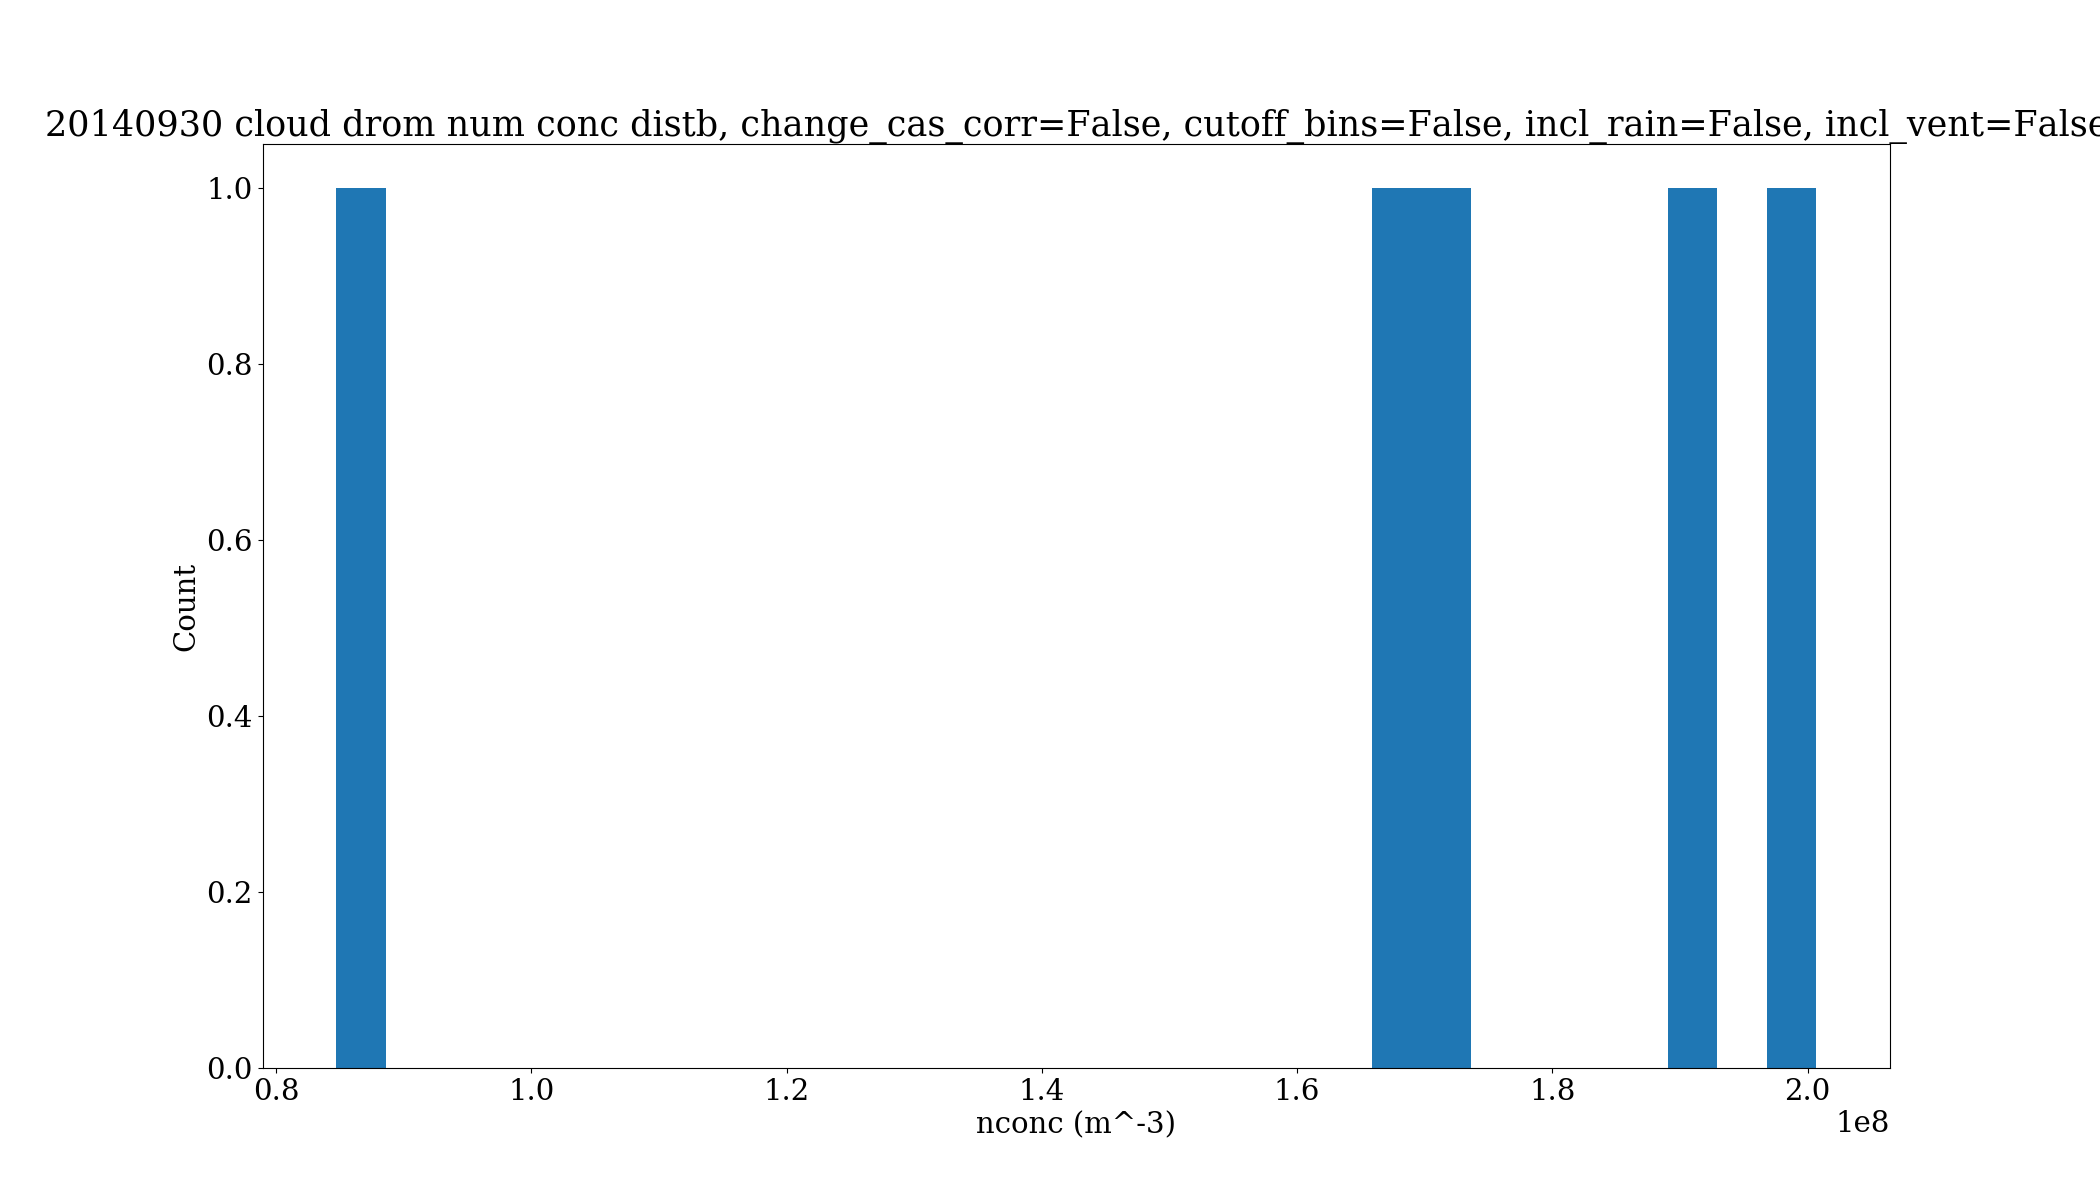 20140930 cloud drom num conc distb, change_cas_corr=False, cutoff_bins=False, incl_rain=False, incl_vent=False
1.0
0.8
0.6
0.4
0.2
0.0
Count
0.8 1.0 1.2 1.4 1.6 1.8 2.0
nconc (m^-3)
1e8